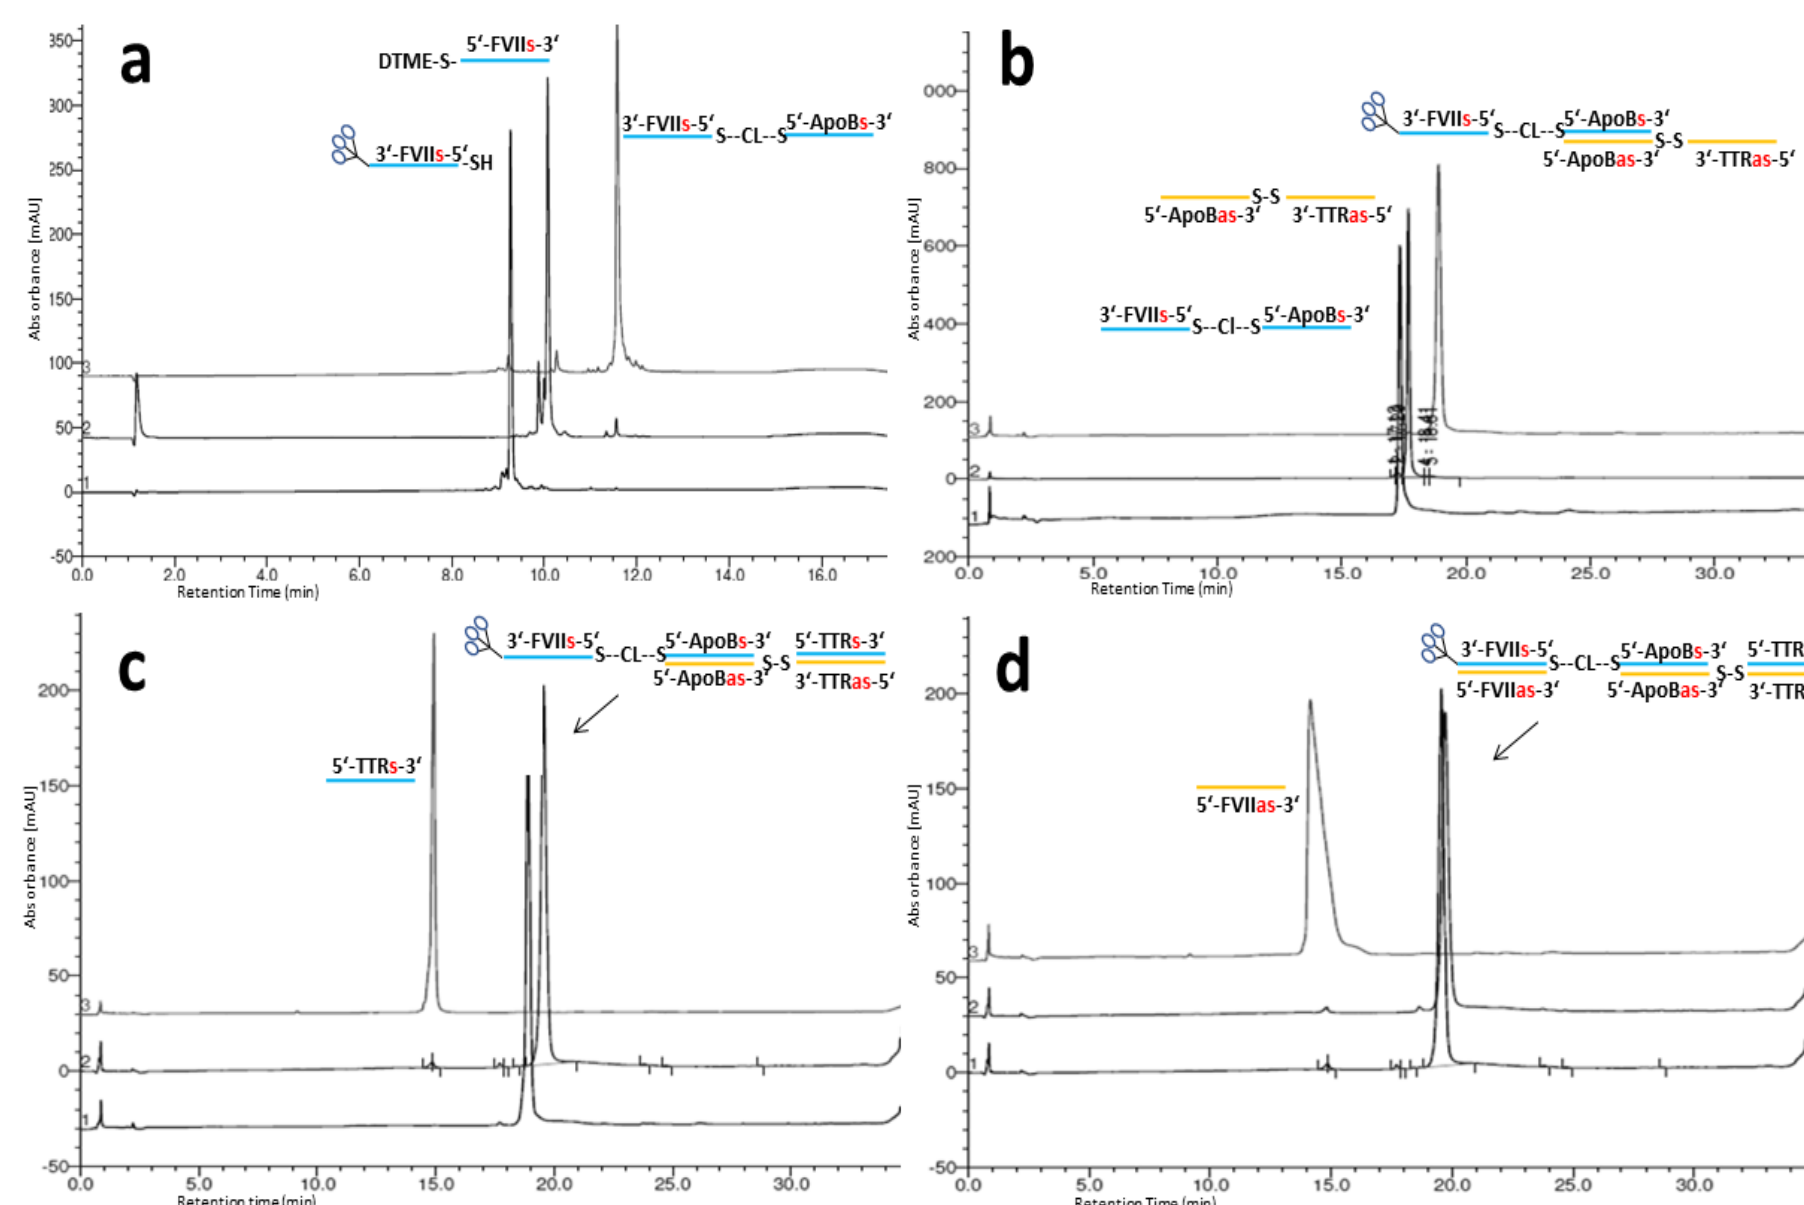 a
5‘-FVIIs-3‘
DTME-S-
3‘-FVIIs-5‘
-SH
3‘-FVIIs-5‘
S--CL--S
5‘-ApoBs-3‘
Absorbance [mAU]
350
300
250
200
150
100
50
0
-50
3
2
1
0.0 2.0 4.0 6.0 8.0 10.0 12.0 14.0 16.0
Retention Time (min)
b
3‘-FVIIs-5‘
S--CL--S
5‘-ApoBs-3‘
S-S
5‘-ApoBas-3‘
3‘-TTRas-5‘
S-S
5‘-ApoBas-3‘
3‘-TTRas-5‘
3‘-FVIIs-5‘
S--Cl--S
5‘-ApoBs-3‘
Absorbance [mAU]
000
800
600
400
200
0
200
3
2
1
0.0 5.0 10.0 15.0 20.0 25.0 30.0
Retention Time (min)
c
3‘-FVIIs-5‘
S--CL--S
5‘-ApoBs-3‘
5‘-TTRs-3‘
S-S
5‘-ApoBas-3‘
3‘-TTRas-5‘
5‘-TTRs-3‘
Absorbance [mAU]
200
150
100
50
0
-50
3
2
1
0.0 5.0 10.0 15.0 20.0 25.0 30.0
Retention time (min)
d
3‘-FVIIs-5‘
S--CL--S
5‘-ApoBs-3‘
5‘-TTR
S-S
5‘-FVIIas-3‘
5‘-ApoBas-3‘
3‘-TTR
5‘-FVIIas-3‘
Absorbance [mAU]
200
150
100
50
0
-50
3
2
1
0.0 5.0 10.0 15.0 20.0 25.0 30.0
Retention Time (min)